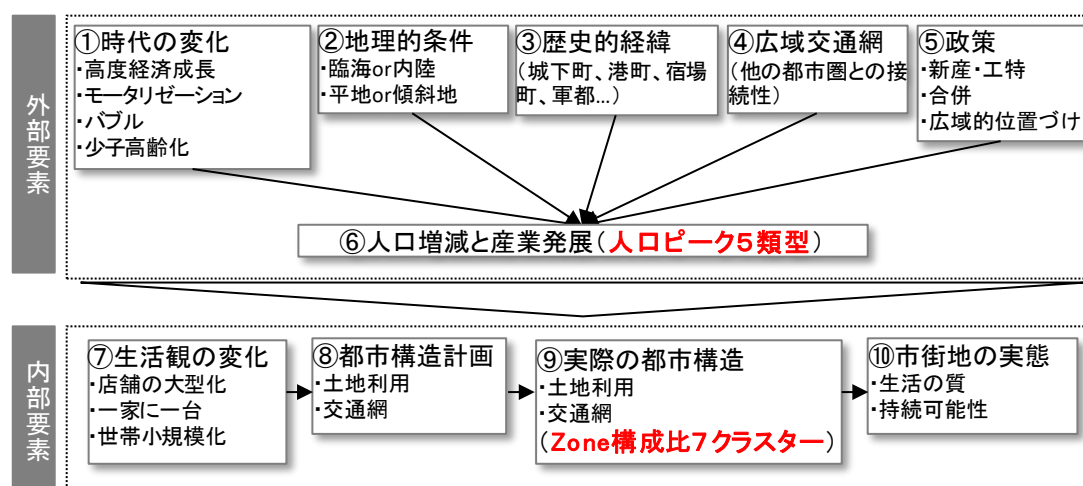 外部要素
①時代の変化
・高度経済成長
・モータリゼーション
・バブル
・少子高齢化
②地理的条件
・臨海or内陸
・平地or傾斜地
③歴史的経緯
(城下町、港町、宿場
町、軍都…)
④広域交通網
(他の都市圏との接
続性)
⑤政策
・新産・工特
・合併
・広域的位置づけ
⑥人口増減と産業発展(人口ピーク5類型)
内部要素
⑦生活観の変化
・店舗の大型化
・一家に一台
・世帯小規模化
⑧都市構造計画
・土地利用
・交通網
⑨実際の都市構造
・土地利用
・交通網
(Zone構成比7クラスター)
⑩市街地の実態
・生活の質
・持続可能性